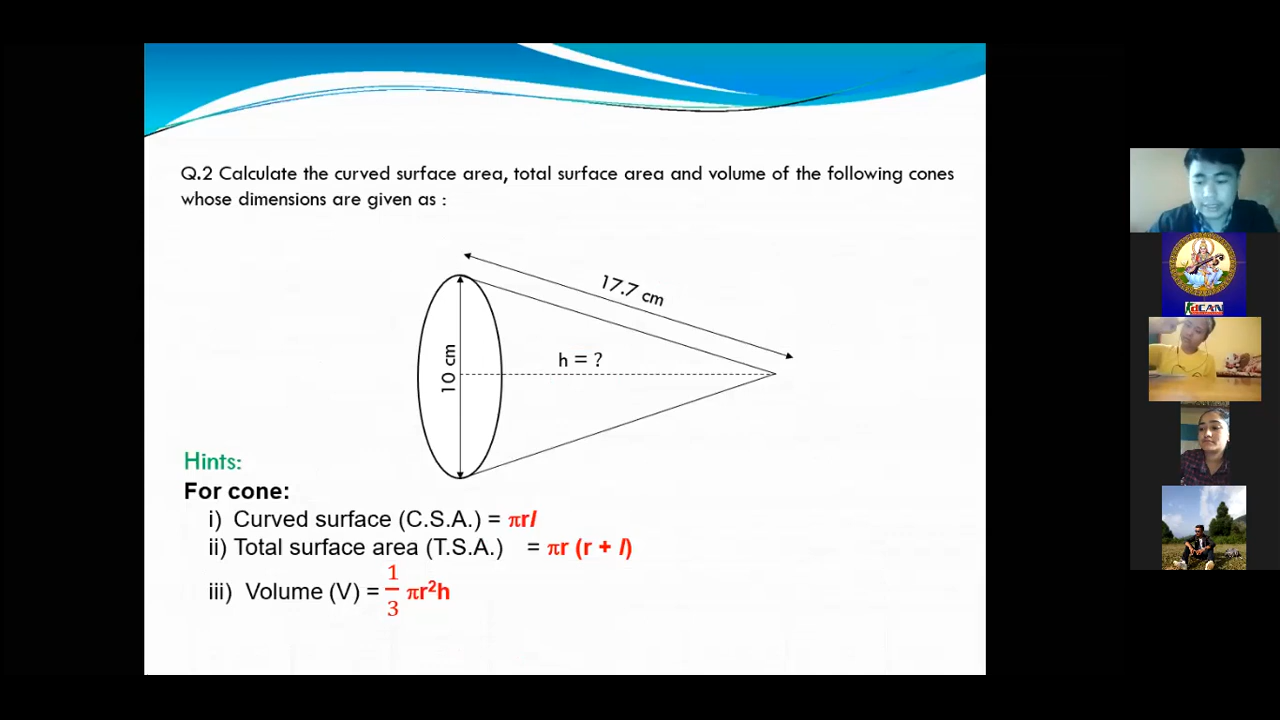 Q.2 Calculate the curved surface area, total surface area and volume of the following cones
whose dimensions are given as :
17.7 cm
h = ?
10 cm
Hints:
For cone:
i) Curved surface (C.S.A.) = πrl
ii) Total surface area (T.S.A.) = πr (r + l)
iii) Volume (V) = 1/3 πr²h